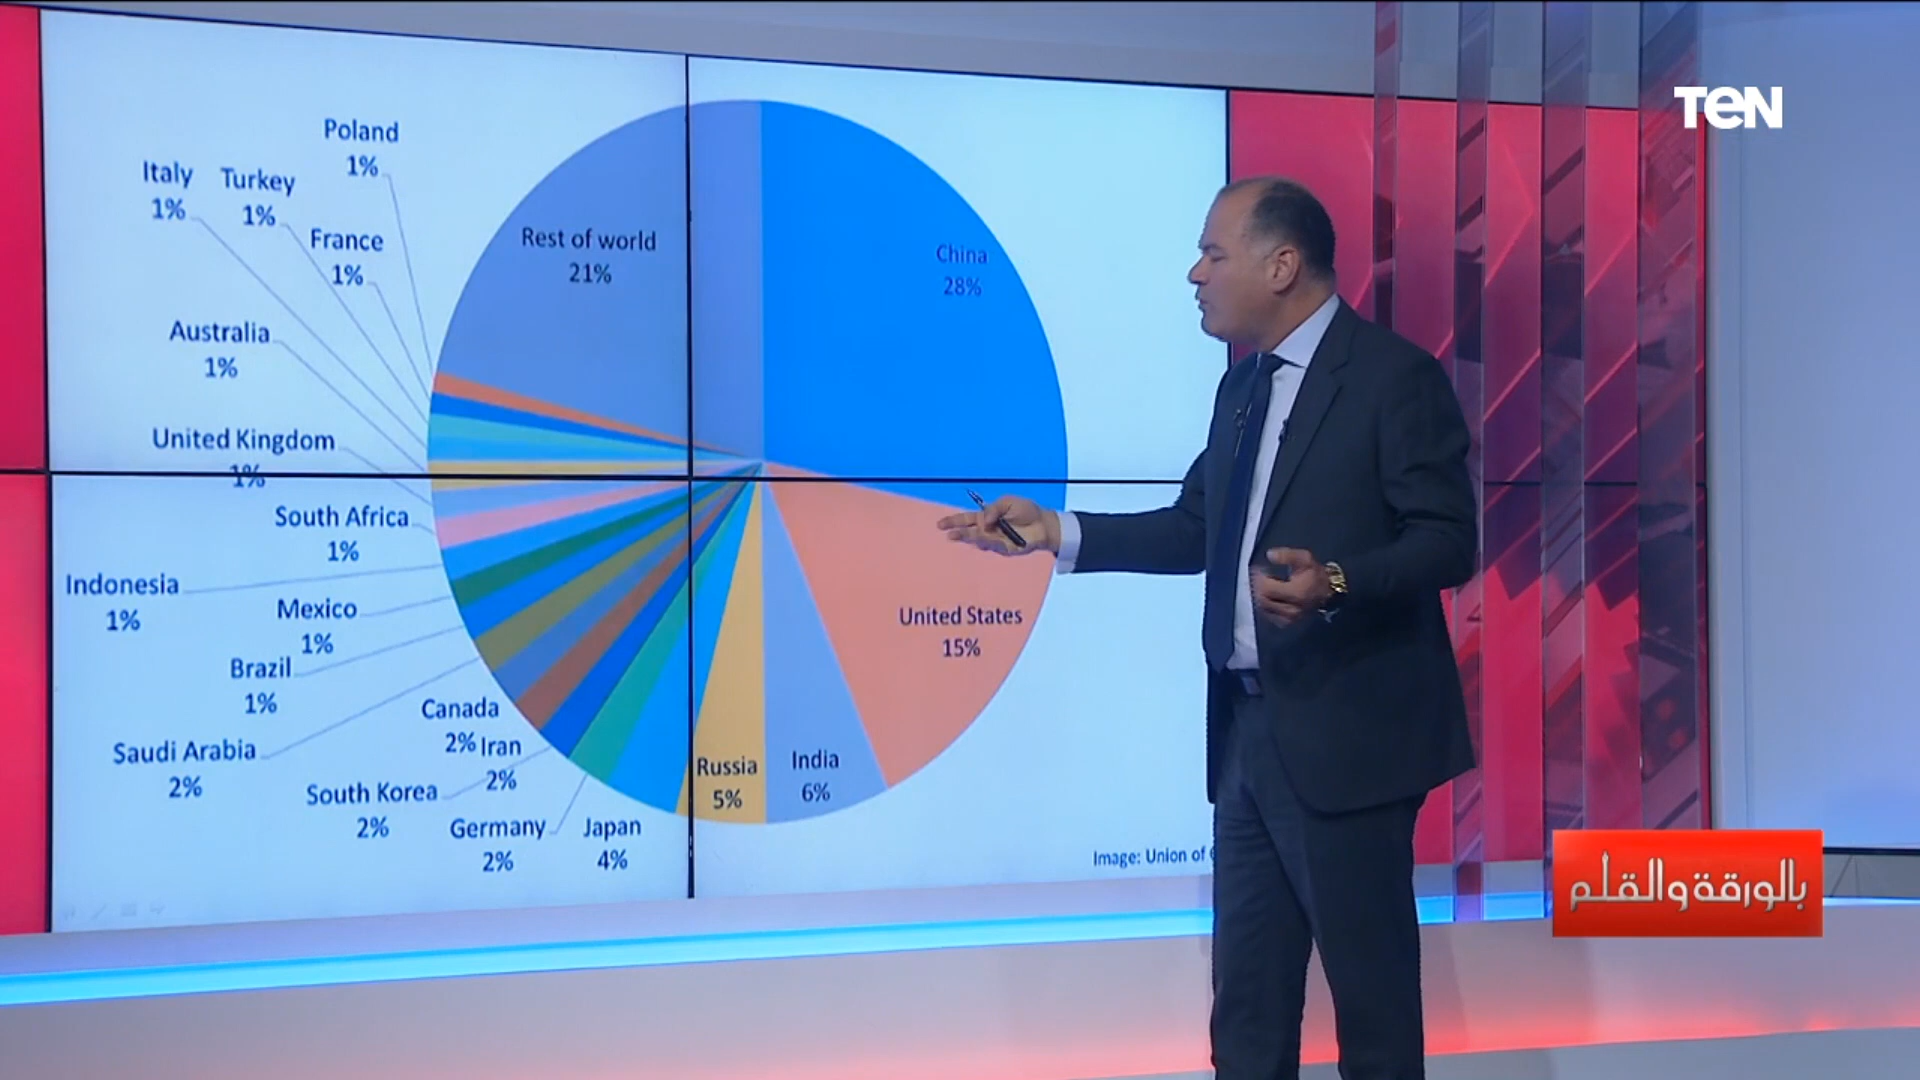 TeN
Poland
1%
Italy
1%
Turkey
1%
France
1%
Rest of world
21%
China
28%
Australia
1%
United Kingdom
1%
South Africa
1%
Indonesia
1%
Mexico
1%
Brazil
1%
Saudi Arabia
2%
Canada
2%
Iran
2%
South Korea
2%
Germany
2%
Japan
4%
Russia
5%
India
6%
United States
15%
Image: Union of
بالورقة والقلم